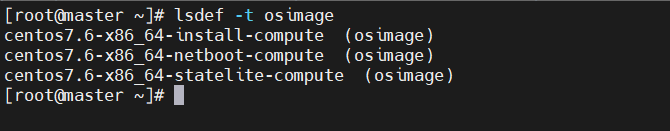 [root@master ~]# lsdef -t osimage
centos7.6-x86_64-install-compute  (osimage)
centos7.6-x86_64-netboot-compute  (osimage)
centos7.6-x86_64-statelite-compute  (osimage)
[root@master ~]#